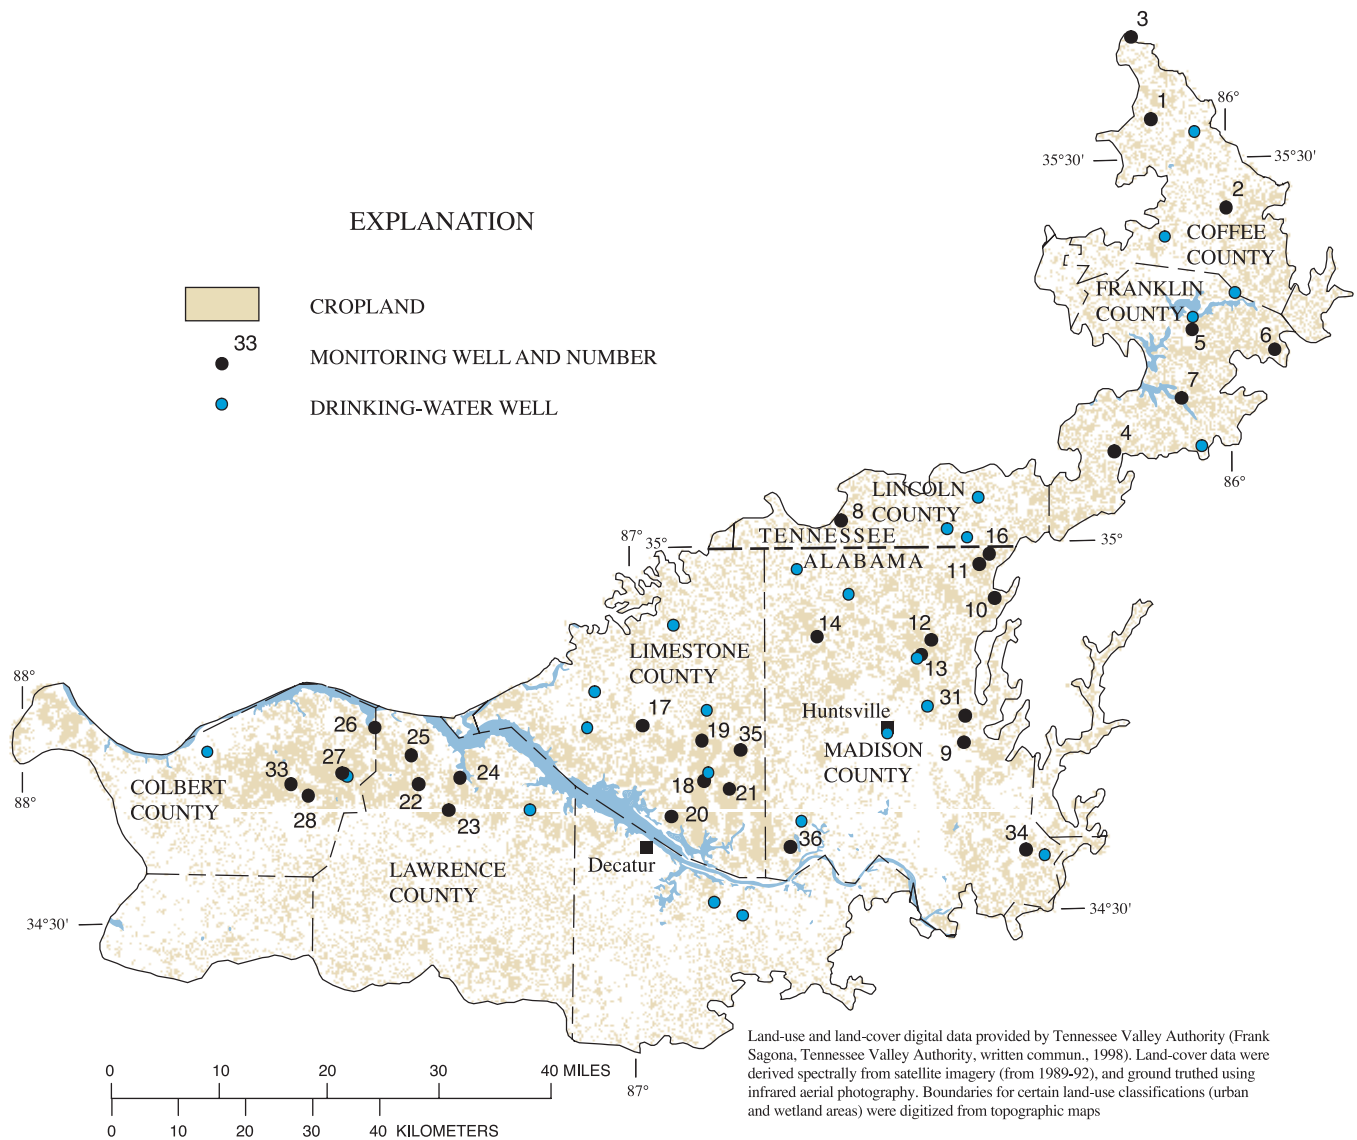 3
1
86°
35°30'
35°30'
2
COFFEE
COUNTY
EXPLANATION
CROPLAND
33
MONITORING WELL AND NUMBER
DRINKING-WATER WELL
FRANKLIN
COUNTY
5
6
7
4
86°
LINCOLN
COUNTY
8
TENNESSEE
ALABAMA
87°
35°
35°
16
11
10
14
12
13
LIMESTONE
COUNTY
31
Huntsville
MADISON
COUNTY
9
17
19
35
18
21
20
36
34
88°
88°
26
25
27
33
28
22
24
23
COLBERT
COUNTY
LAWRENCE
COUNTY
Decatur
34°30'
34°30'
87°
0 10 20 30 40 MILES
0 10 20 30 40 KILOMETERS
Land-use and land-cover digital data provided by Tennessee Valley Authority (Frank
Sagona, Tennessee Valley Authority, written commun., 1998). Land-cover data were
derived spectrally from satellite imagery (from 1989-92), and ground truthed using
infrared aerial photography. Boundaries for certain land-use classifications (urban
and wetland areas) were digitized from topographic maps